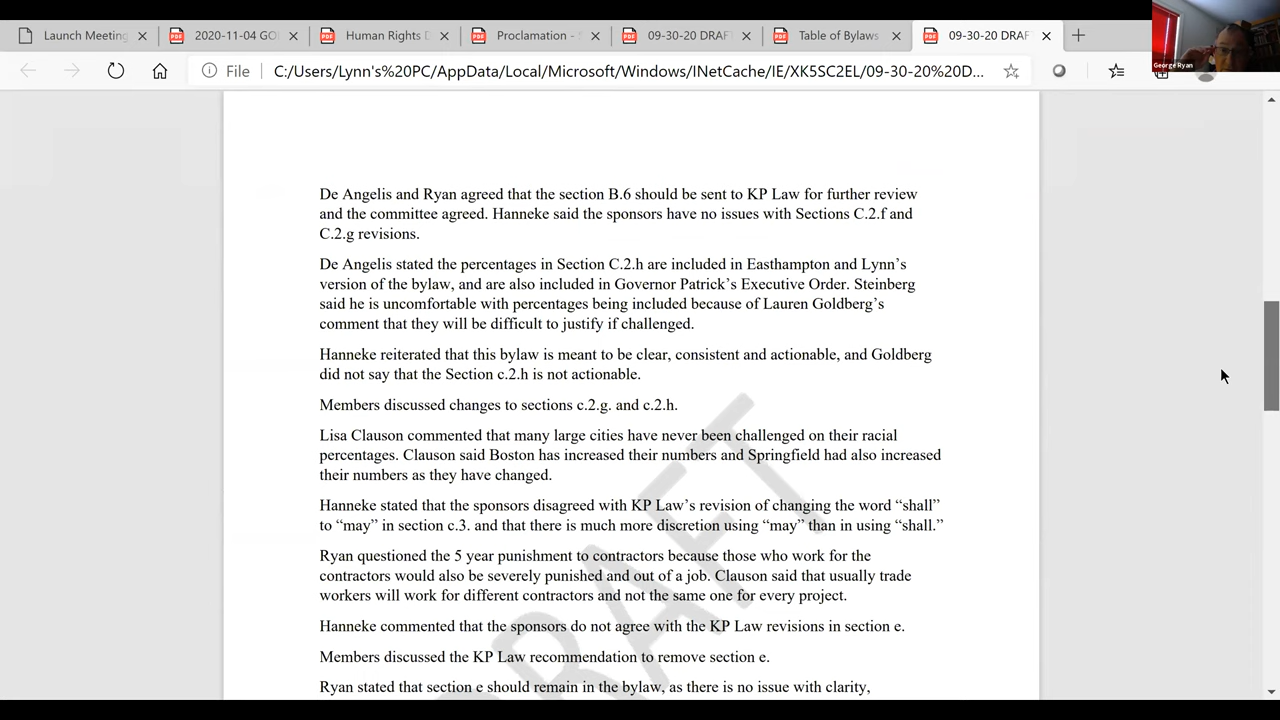 Launch Meeting
2020-11-04 GO
Human Rights D
Proclamation -
09-30-20 DRAF
Table of Bylaws
09-30-20 DRAF
File
C:/Users/Lynn's%20PC/AppData/Local/Microsoft/Windows/INetCache/IE/XK5SC2EL/09-30-20%20D...
George Ryan
De Angelis and Ryan agreed that the section B.6 should be sent to KP Law for further review
and the committee agreed. Hanneke said the sponsors have no issues with Sections C.2.f and
C.2.g revisions.
De Angelis stated the percentages in Section C.2.h are included in Easthampton and Lynn’s
version of the bylaw, and are also included in Governor Patrick’s Executive Order. Steinberg
said he is uncomfortable with percentages being included because of Lauren Goldberg’s
comment that they will be difficult to justify if challenged.
Hanneke reiterated that this bylaw is meant to be clear, consistent and actionable, and Goldberg
did not say that the Section c.2.h is not actionable.
Members discussed changes to sections c.2.g. and c.2.h.
Lisa Clauson commented that many large cities have never been challenged on their racial
percentages. Clauson said Boston has increased their numbers and Springfield had also increased
their numbers as they have changed.
Hanneke stated that the sponsors disagreed with KP Law’s revision of changing the word “shall”
to “may” in section c.3. and that there is much more discretion using “may” than in using “shall.”
Ryan questioned the 5 year punishment to contractors because those who work for the
contractors would also be severely punished and out of a job. Clauson said that usually trade
workers will work for different contractors and not the same one for every project.
Hanneke commented that the sponsors do not agree with the KP Law revisions in section e.
Members discussed the KP Law recommendation to remove section e.
Ryan stated that section e should remain in the bylaw, as there is no issue with clarity,
DRAFT